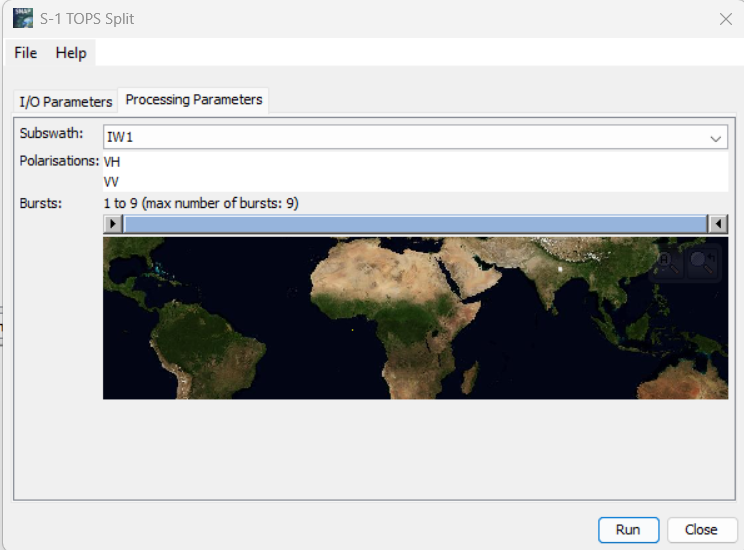 S-1 TOPS Split
File Help
I/O Parameters Processing Parameters
Subswath: IW1
Polarisations: VH
VV
Bursts: 1 to 9 (max number of bursts: 9)
Run Close